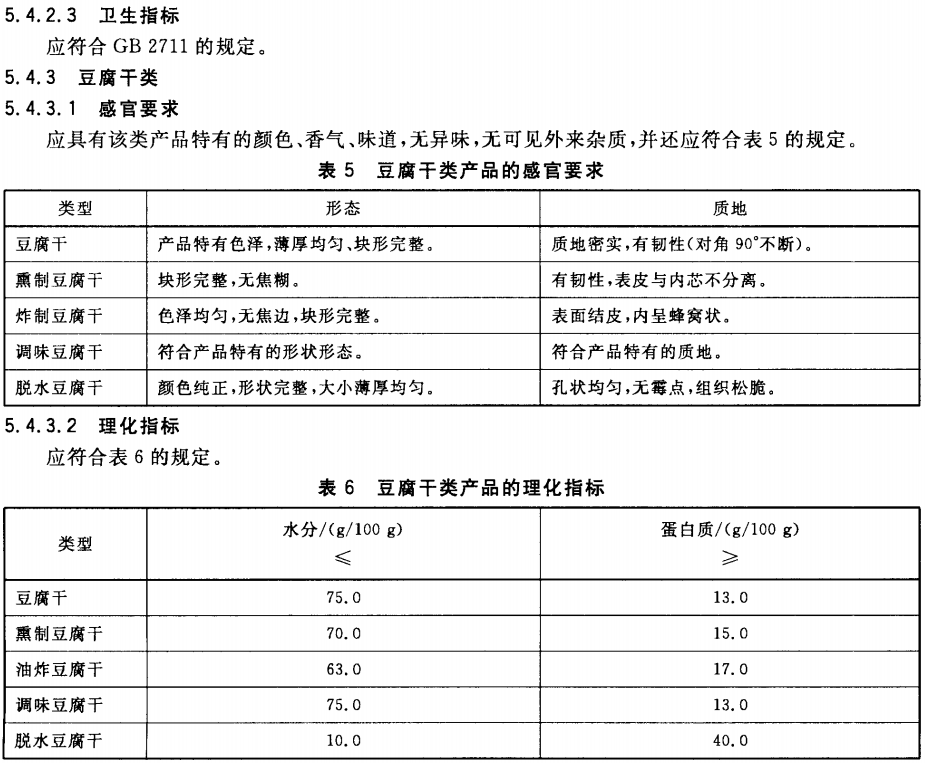 5.4.2.3 卫生指标
应符合 GB 2711 的规定。
5.4.3 豆腐干类
5.4.3.1 感官要求
应具有该类产品特有的颜色、香气、味道,无异味,无可见外来杂质,并还应符合表 5 的规定。
表 5 豆腐干类产品的感官要求
类型 形态 质地
豆腐干 产品特有色泽,薄厚均匀、块形完整。 质地密实,有韧性(对角 90°不断)。
熏制豆腐干 块形完整,无焦糊。 有韧性,表皮与内芯不分离。
炸制豆腐干 色泽均匀,无焦边,块形完整。 表面结皮,内呈蜂窝状。
调味豆腐干 符合产品特有的形状形态。 符合产品特有的质地。
脱水豆腐干 颜色纯正,形状完整,大小薄厚均匀。 孔状均匀,无霉点,组织松脆。
5.4.3.2 理化指标
应符合表 6 的规定。
表 6 豆腐干类产品的理化指标
类型 水分/(g/100 g) 蛋白质/(g/100 g)
≤ ≥
豆腐干 75.0 13.0
熏制豆腐干 70.0 15.0
油炸豆腐干 63.0 17.0
调味豆腐干 75.0 13.0
脱水豆腐干 10.0 40.0